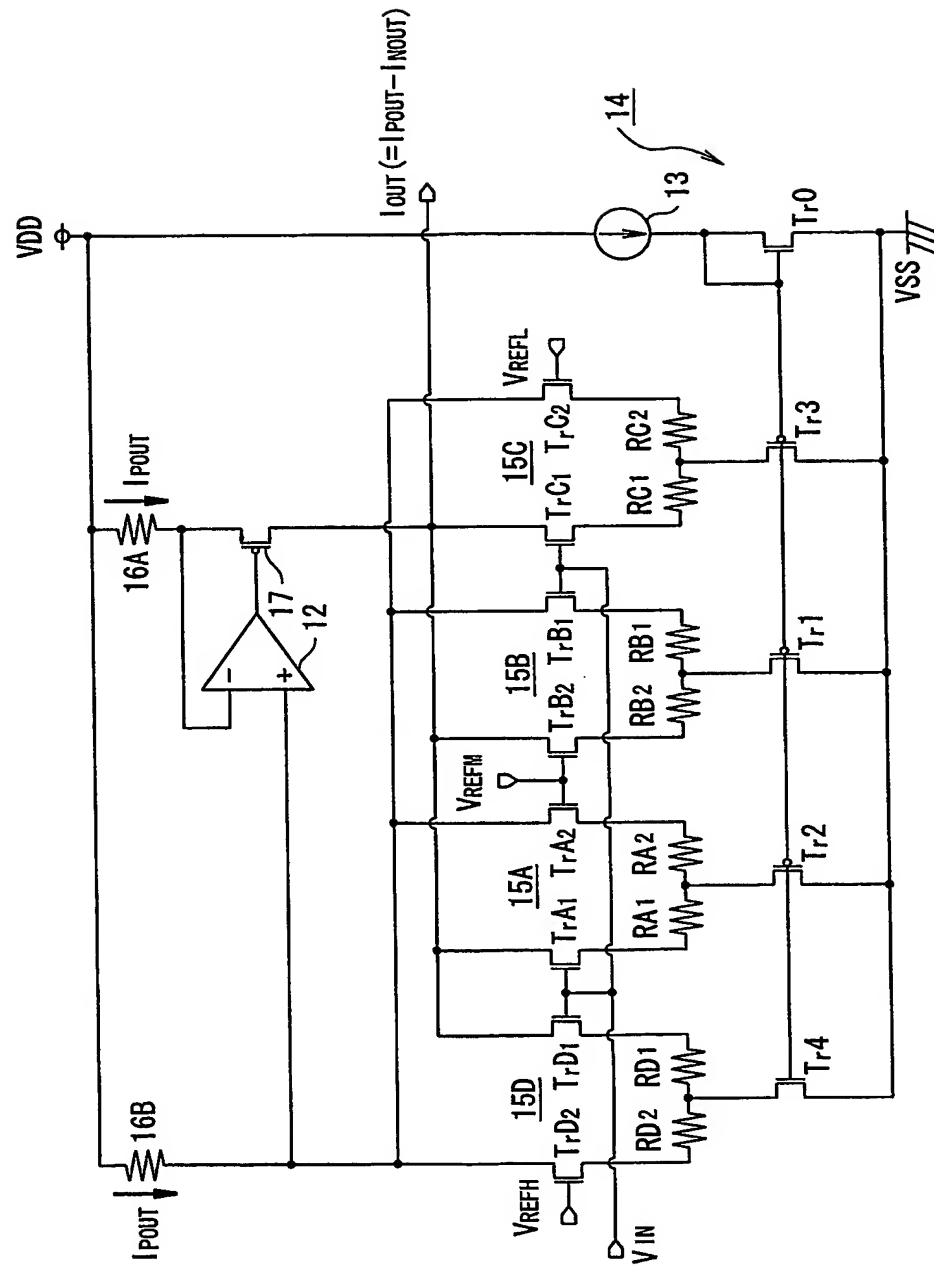 VDD
IPOUT
16B
16A
IPOUT
IOUT (=IPOUT-INOUT)
-
+
12
17
14
13
VREFH
15D
TrD2
TrD1
15A
TrA1
TrA2
VREFM
15B
TrB2
TrB1
15C
TrC1
TrC2
VREFL
VIN
RD2
RD1
RA1
RA2
RB2
RB1
RC1
RC2
Tr4
Tr2
Tr1
Tr3
Tr0
VSS